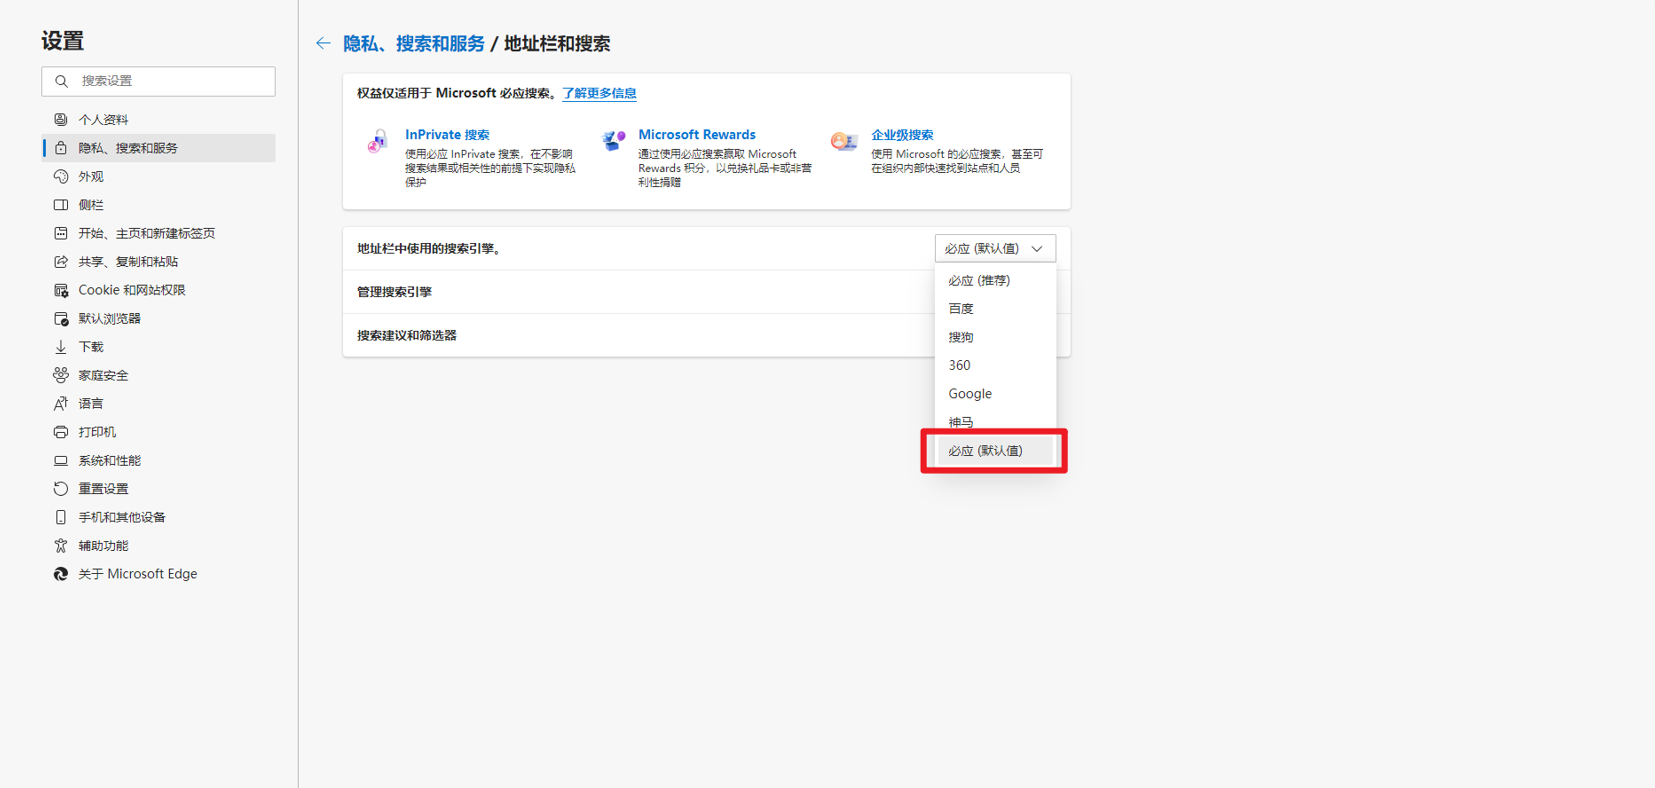 设置
搜索设置
个人资料
隐私、搜索和服务
外观
侧栏
开始、主页和新建标签页
共享、复制和粘贴
Cookie 和网站权限
默认浏览器
下载
家庭安全
语言
打印机
系统和性能
重置设置
手机和其他设备
辅助功能
关于 Microsoft Edge
隐私、搜索和服务 / 地址栏和搜索
权益仅适用于 Microsoft 必应搜索。了解更多信息
InPrivate 搜索
使用必应 InPrivate 搜索，在不影响
搜索结果或相关性的前提下实现隐私
保护
Microsoft Rewards
通过使用必应搜索赢取 Microsoft
Rewards 积分，以兑换礼品卡或非营
利性捐赠
企业级搜索
使用 Microsoft 的必应搜索，甚至可
在组织内部快速找到站点和人员
地址栏中使用的搜索引擎。
必应 (默认值)
管理搜索引擎
搜索建议和筛选器
必应 (推荐)
百度
搜狗
360
Google
神马
必应 (默认值)